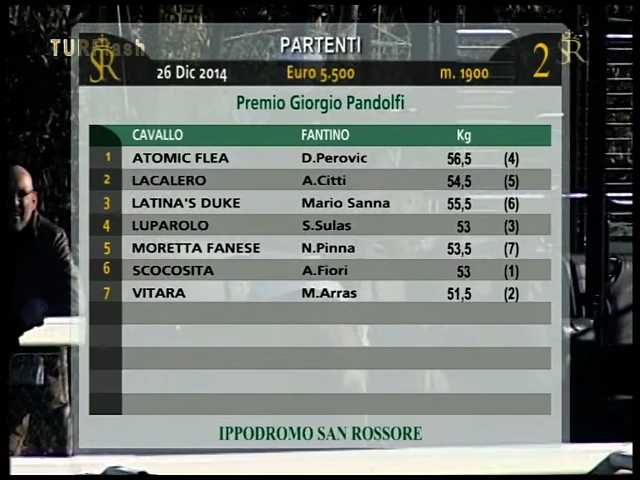 TURFlash
PARTENTI
SR
26 Dic 2014 Euro 5.500 m. 1900 2
SR
Premio Giorgio Pandolfi
CAVALLO FANTINO Kg
1 ATOMIC FLEA D.Perovic 56,5 (4)
2 LACALERO A.Citti 54,5 (5)
3 LATINA'S DUKE Mario Sanna 55,5 (6)
4 LUPAROLO S.Sulas 53 (3)
5 MORETTA FANESE N.Pinna 53,5 (7)
6 SCOCOSITA A.Fiori 53 (1)
7 VITARA M.Arras 51,5 (2)
IPPODROMO SAN ROSSORE